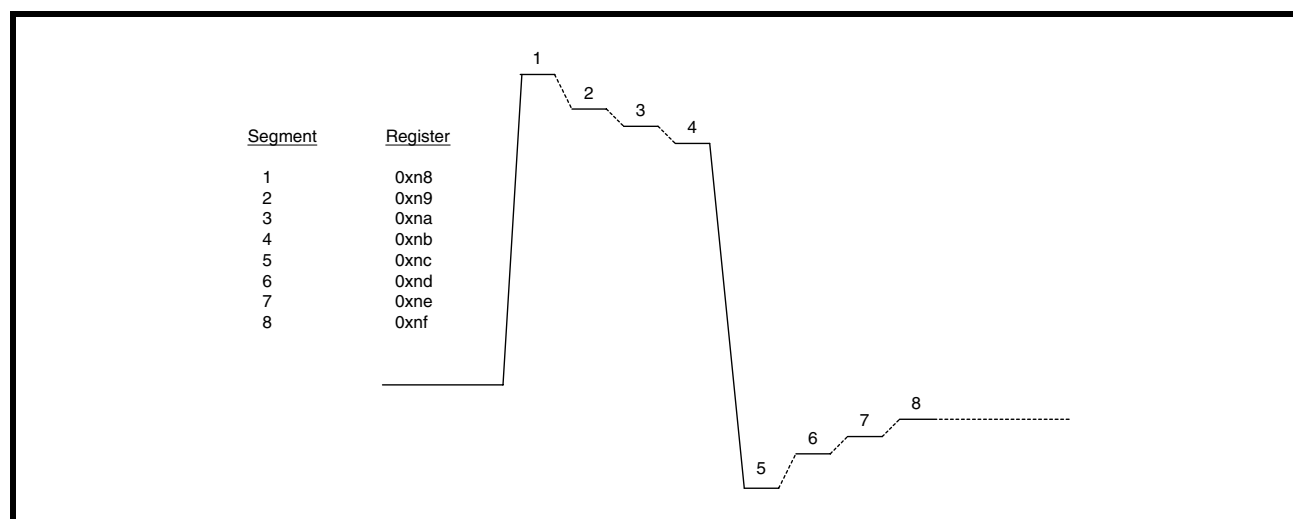 Segment Register
1 0xn8
2 0xn9
3 0xna
4 0xnb
5 0xnc
6 0xnd
7 0xne
8 0xnf
1
2
3
4
5
6
7
8